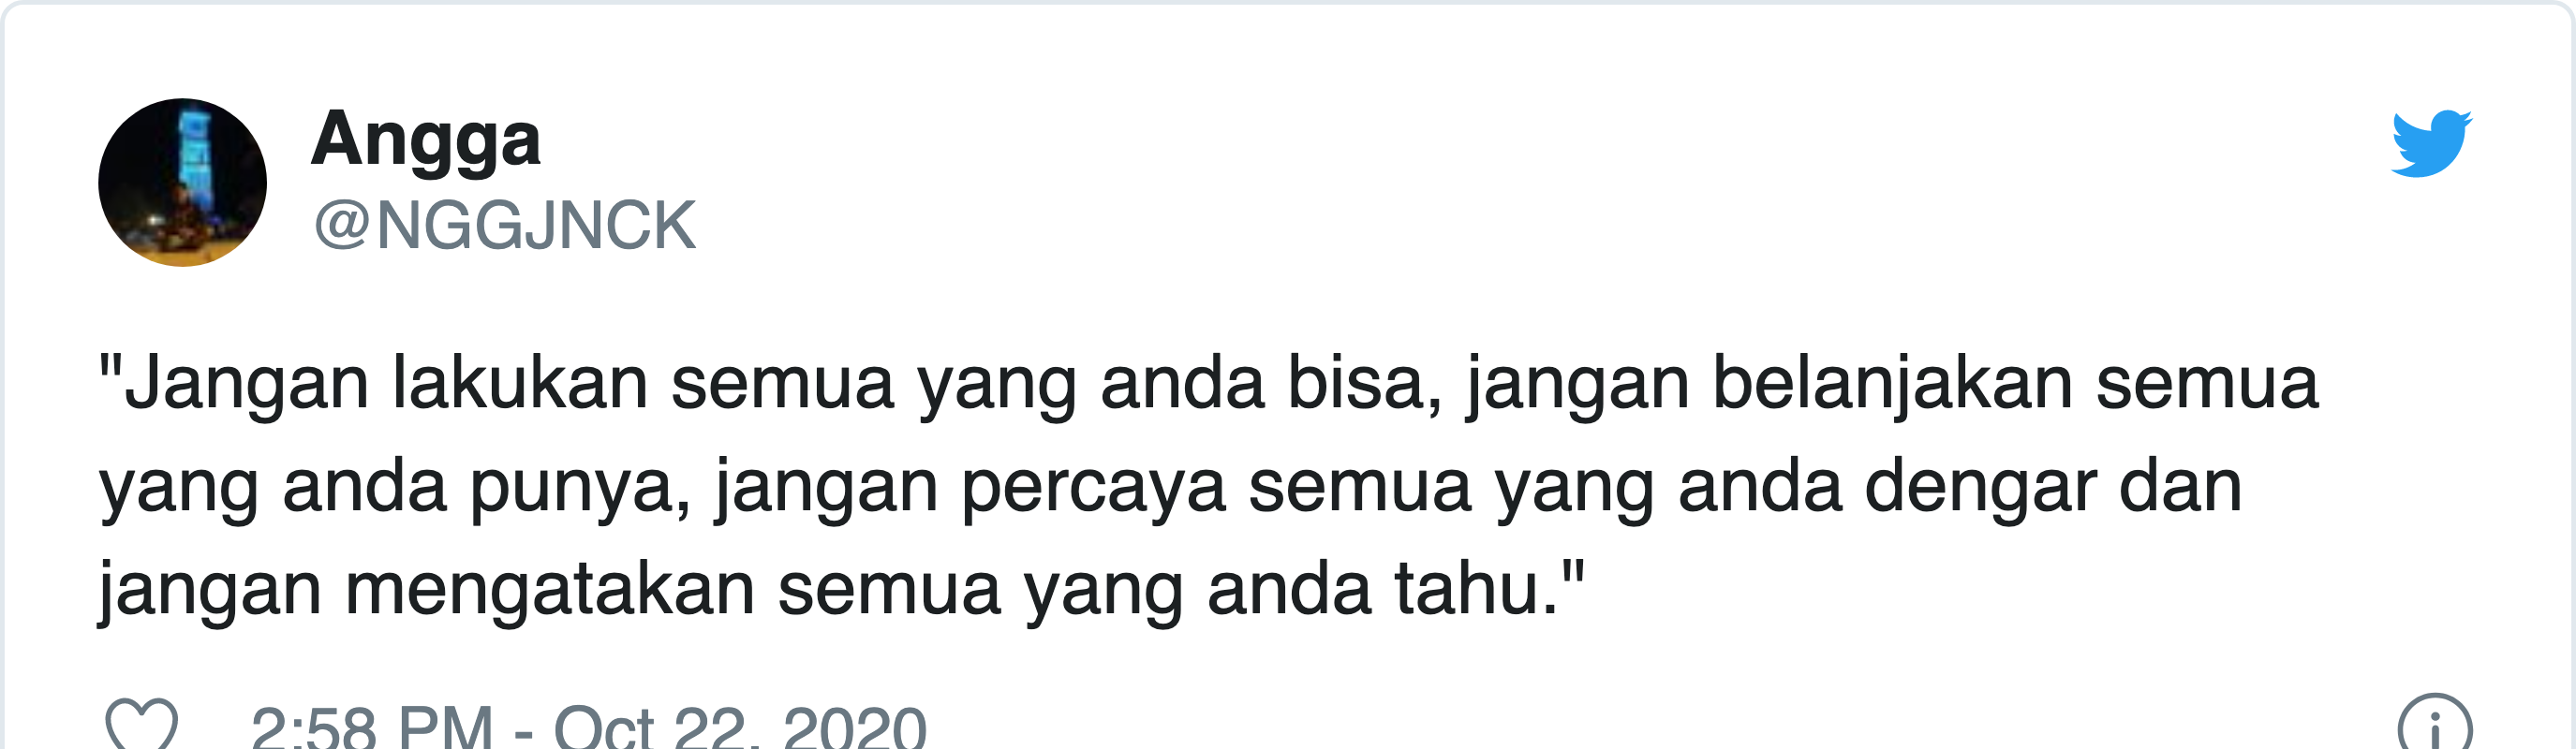 Angga
@NGGJNCK
"Jangan lakukan semua yang anda bisa, jangan belanjakan semua
yang anda punya, jangan percaya semua yang anda dengar dan
jangan mengatakan semua yang anda tahu."
2:58 PM - Oct 22, 2020